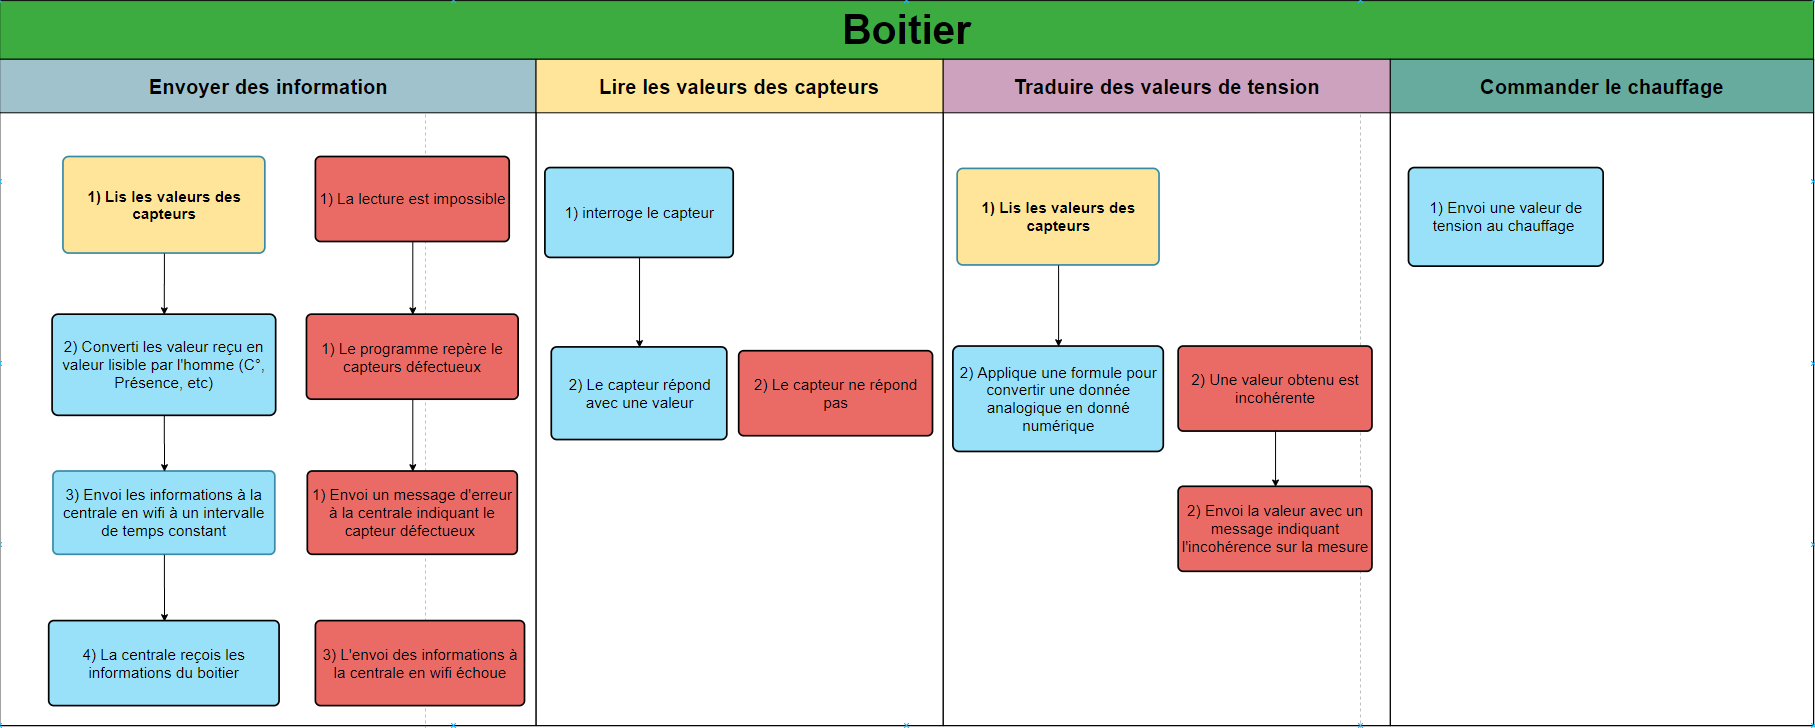 Boitier
Envoyer des information
Lire les valeurs des capteurs
Traduire des valeurs de tension
Commander le chauffage
1) Lis les valeurs des
capteurs
2) Converti les valeur reçu en
valeur lisible par l'homme (C°,
Présence, etc)
3) Envoi les informations à la
centrale en wifi à un intervalle
de temps constant
4) La centrale reçois les
informations du boitier
1) La lecture est impossible
1) Le programme repère le
capteurs défectueux
1) Envoi un message d'erreur
à la centrale indiquant le
capteur défectueux
3) L'envoi des informations à
la centrale en wifi échoue
1) interroge le capteur
2) Le capteur répond
avec une valeur
2) Le capteur ne répond
pas
1) Lis les valeurs des
capteurs
2) Applique une formule pour
convertir une donnée
analogique en donné
numérique
2) Une valeur obtenu est
incohérente
2) Envoi la valeur avec un
message indiquant
l'incohérence sur la mesure
1) Envoi une valeur de
tension au chauffage